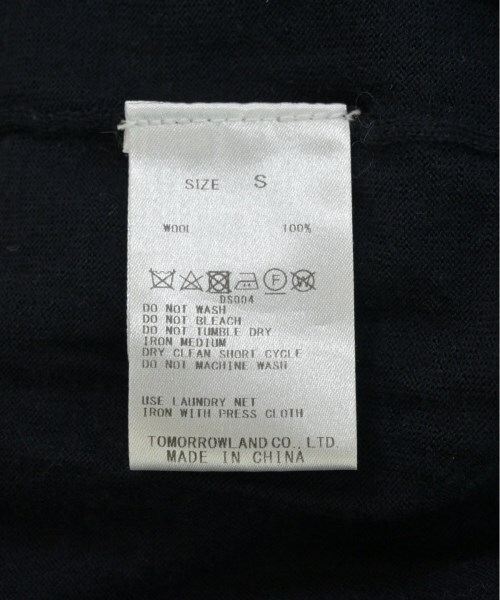 SIZE S
WOOL 100%
F
DS004
DO NOT WASH
DO NOT BLEACH
DO NOT TUMBLE DRY
IRON MEDIUM
DRY CLEAN SHORT CYCLE
DO NOT MACHINE WASH
USE LAUNDRY NET
IRON WITH PRESS CLOTH
TOMORROWLAND CO., LTD.
MADE IN CHINA